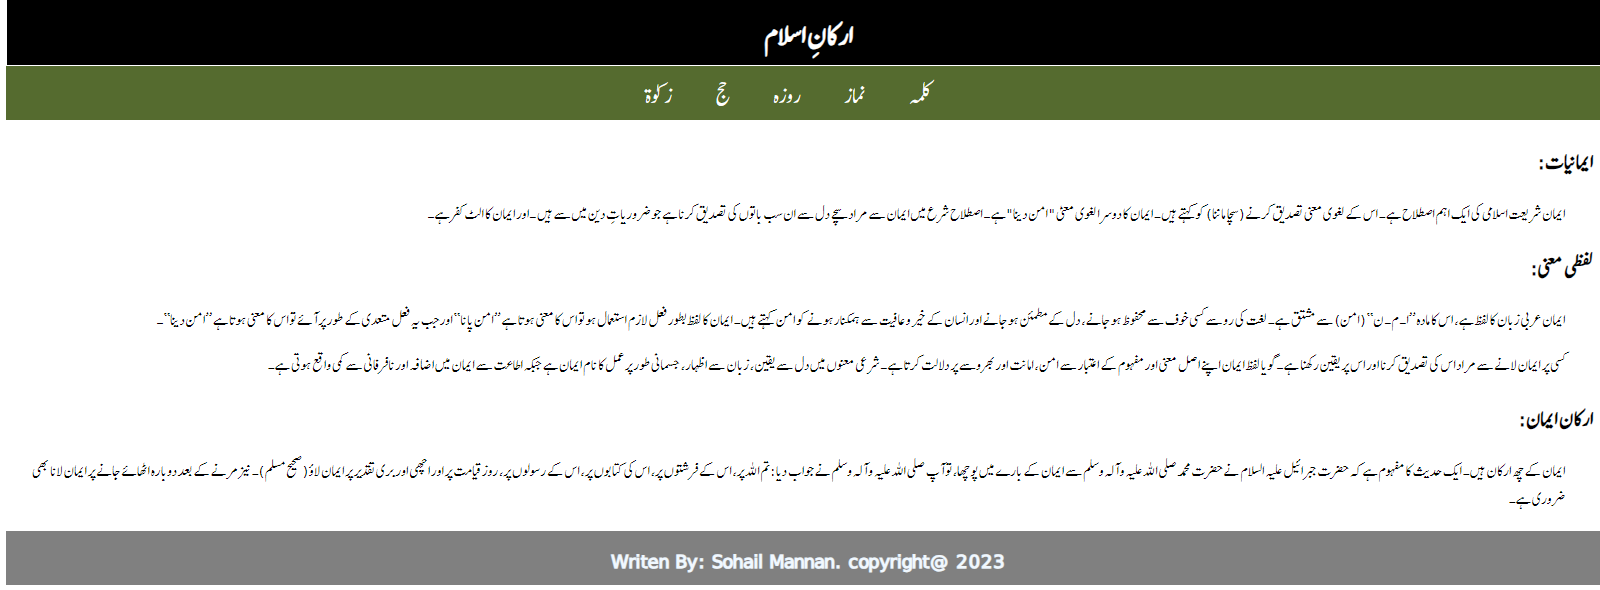 ارکانِ اسلام
کلمہ نماز روزہ حج زکوٰۃ
ایمانیات:
ایمان شریعت اسلامی کی ایک اہم اصطلاح ہے۔ اس کے لغوی معنی تصدیق کرنے (سچا ماننا) کو کہتے ہیں۔ ایمان کا دوسرا لغوی معنیٰ "امن دینا" ہے۔ اصطلاح شرع میں ایمان سے مراد سچے دل سے ان سب باتوں کی تصدیق کرنا ہے جو ضروریاتِ دین میں سے ہیں۔ اور ایمان کا الٹ کفر ہے۔
لفظی معنی:
ایمان عربی زبان کا لفظ ہے، اس کا مادہ ’’ا۔ م۔ ن‘‘ (امن) سے مشتق ہے۔ لغت کی رو سے کسی خوف سے محفوظ ہو جانے، دل کے مطمئن ہو جانے اور انسان کے خیر و عافیت سے ہمکنار ہونے کو امن کہتے ہیں۔ ایمان کا لفظ بطور فعل لازم استعمال ہو تو اس کا معنی ہوتا ہے ’’امن پانا‘‘ اور جب یہ فعل متعدی کے طور پر آئے تو اس کا معنی ہوتا ہے ’’امن دینا‘‘۔
کسی پر ایمان لانے سے مراد اس کی تصدیق کرنا اور اس پر یقین رکھنا ہے۔ گویا لفظ ایمان اپنے اصل معنی اور مفہوم کے اعتبار سے امن، امانت اور بھروسے پر دلالت کرتا ہے۔ شرعی معنوں میں دل سے یقین، زبان سے اظہار، جسمانی طور پر عمل کا نام ایمان ہے جبکہ اطاعت سے ایمان میں اضافہ اور نافرفانی سے کمی واقع ہوتی ہے۔
ارکان ایمان:
ایمان کے چھ ارکان ہیں۔ ایک حدیث کا مفہوم ہے کہ حضرت جبرائیل علیہ السلام نے حضرت محمد صلی اللہ علیہ وآلہ وسلم سے ایمان کے بارے میں پوچھا، تو آپ صلی اللہ علیہ وآلہ وسلم نے جواب دیا: تم اللہ پر، اس کے فرشتوں پر، اس کی کتابوں پر، اس کے رسولوں پر، روز قیامت پر اور اچھی اور بری تقدیر پر ایمان لاؤ (صحیح مسلم)۔ نیز مرنے کے بعد دوبارہ اٹھائے جانے پر ایمان لانا بھی
ضروری ہے۔
Writen By: Sohail Mannan. copyright@ 2023